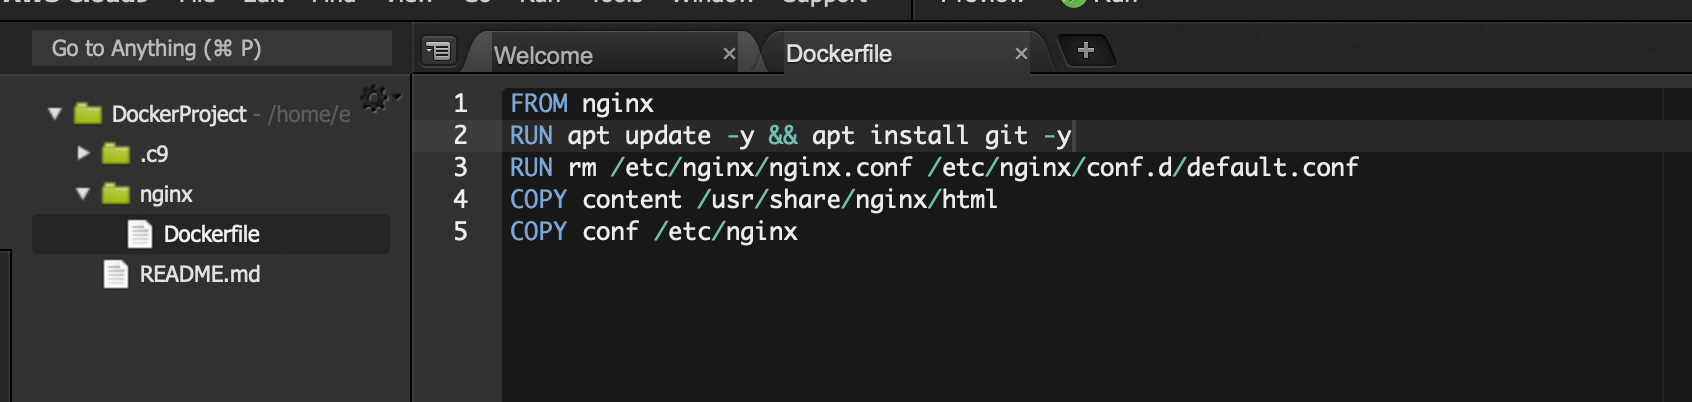 Go to Anything (⌘ P)
Welcome
Dockerfile
DockerProject - /home/e
.c9
nginx
Dockerfile
README.md
1 FROM nginx
2 RUN apt update -y && apt install git -y
3 RUN rm /etc/nginx/nginx.conf /etc/nginx/conf.d/default.conf
4 COPY content /usr/share/nginx/html
5 COPY conf /etc/nginx